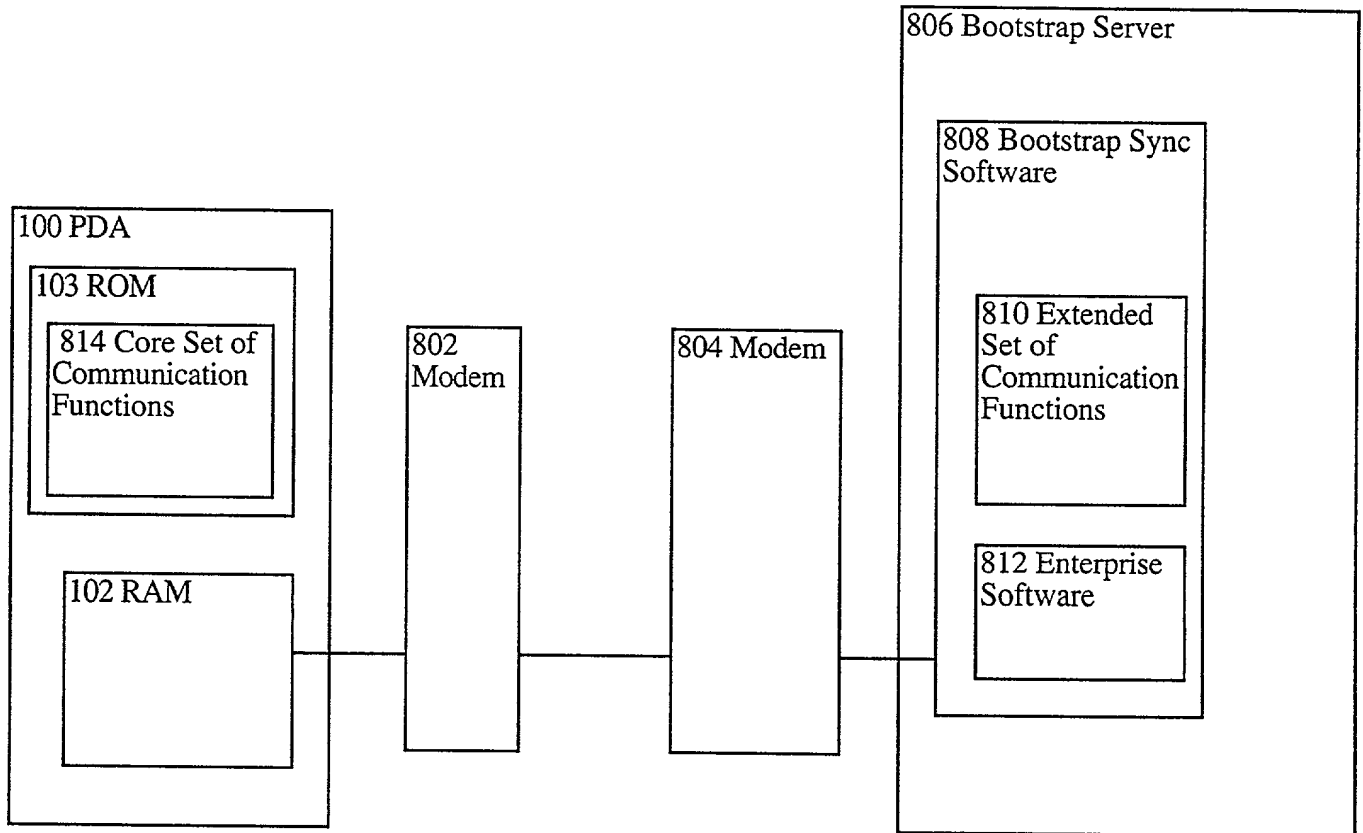 806 Bootstrap Server
808 Bootstrap Sync
Software
100 PDA
103 ROM
814 Core Set of
Communication
Functions
802
Modem
804 Modem
810 Extended
Set of
Communication
Functions
812 Enterprise
Software
102 RAM